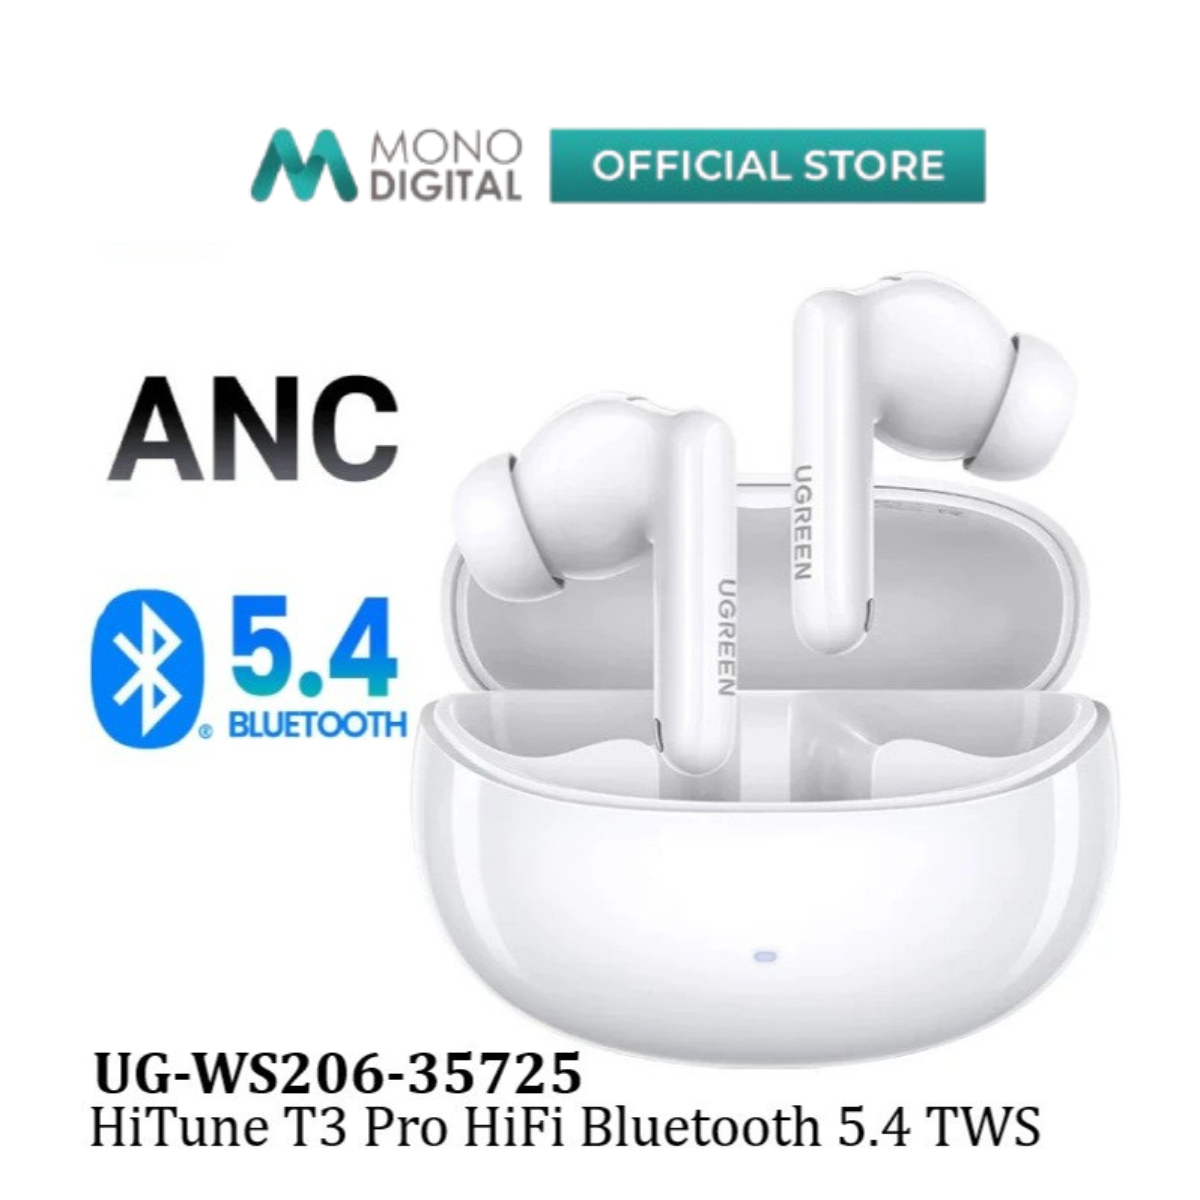 MONO
DIGITAL
OFFICIAL STORE
ANC
UGREEN
UGREEN
5.4
BLUETOOTH
®
UG-WS206-35725
HiTune T3 Pro HiFi Bluetooth 5.4 TWS